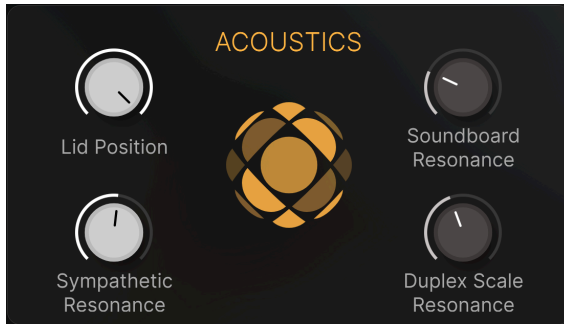 ACOUSTICS
Lid Position
Soundboard
Resonance
Sympathetic
Resonance
Duplex Scale
Resonance